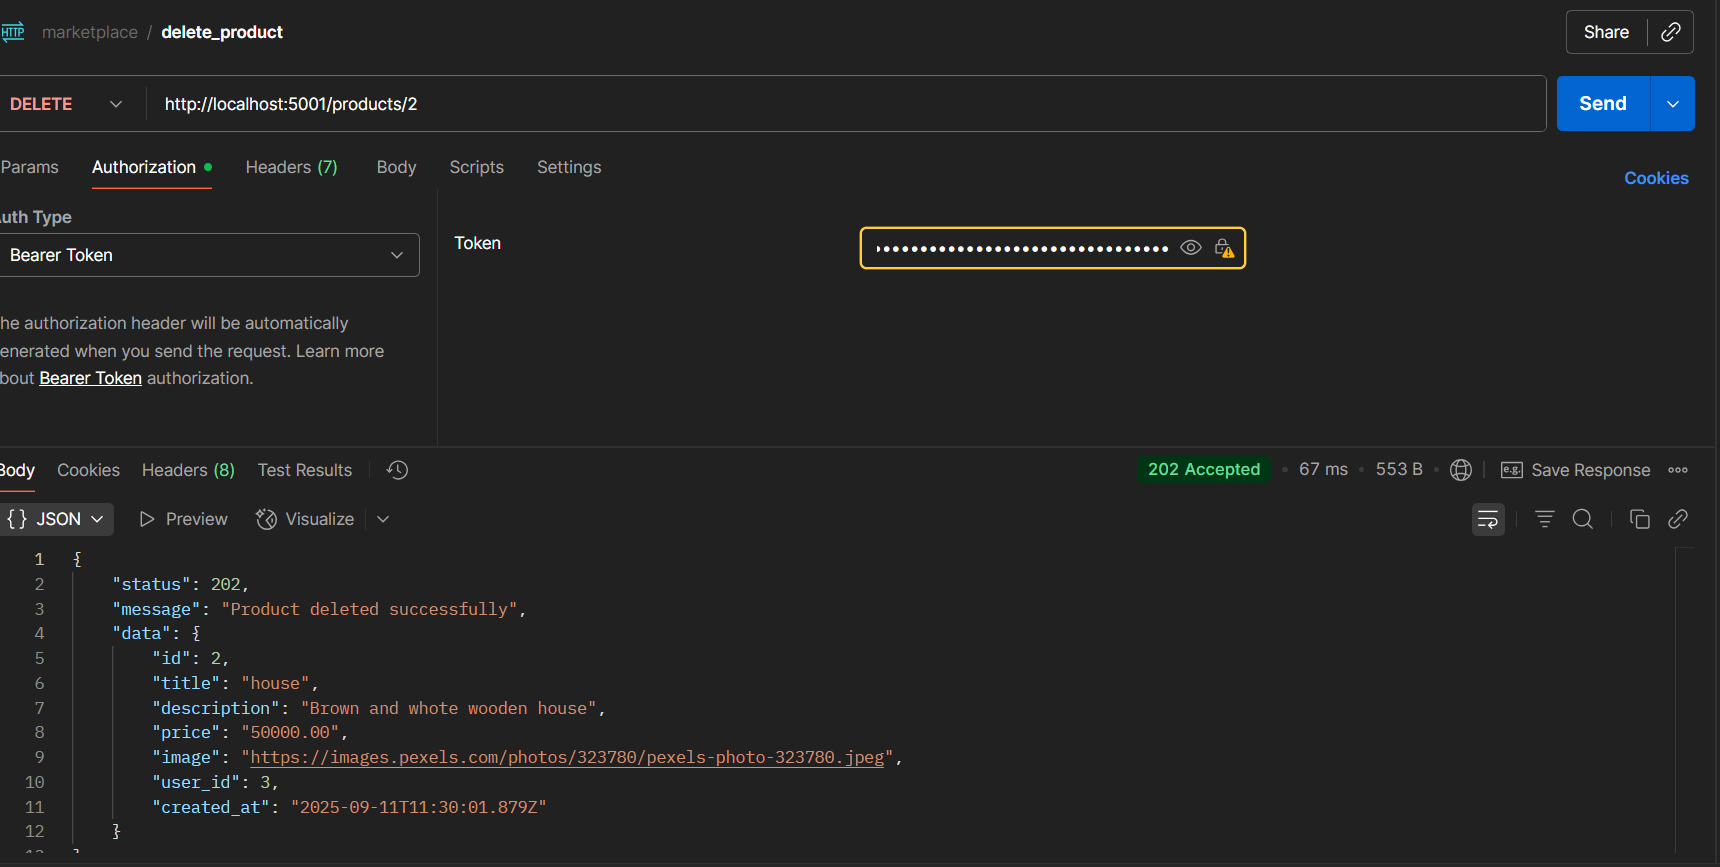 HTTP marketplace / delete_product Share
DELETE http://localhost:5001/products/2 Send
Params Authorization Headers (7) Body Scripts Settings Cookies
uth Type
Bearer Token
Token
he authorization header will be automatically
enerated when you send the request. Learn more
bout Bearer Token authorization.
Body Cookies Headers (8) Test Results 202 Accepted • 67 ms • 553 B • e.g. Save Response
{} JSON Preview Visualize
1 {
2 "status": 202,
3 "message": "Product deleted successfully",
4 "data": {
5 "id": 2,
6 "title": "house",
7 "description": "Brown and whote wooden house",
8 "price": "50000.00",
9 "image": "https://images.pexels.com/photos/323780/pexels-photo-323780.jpeg",
10 "user_id": 3,
11 "created_at": "2025-09-11T11:30:01.879Z"
12 }